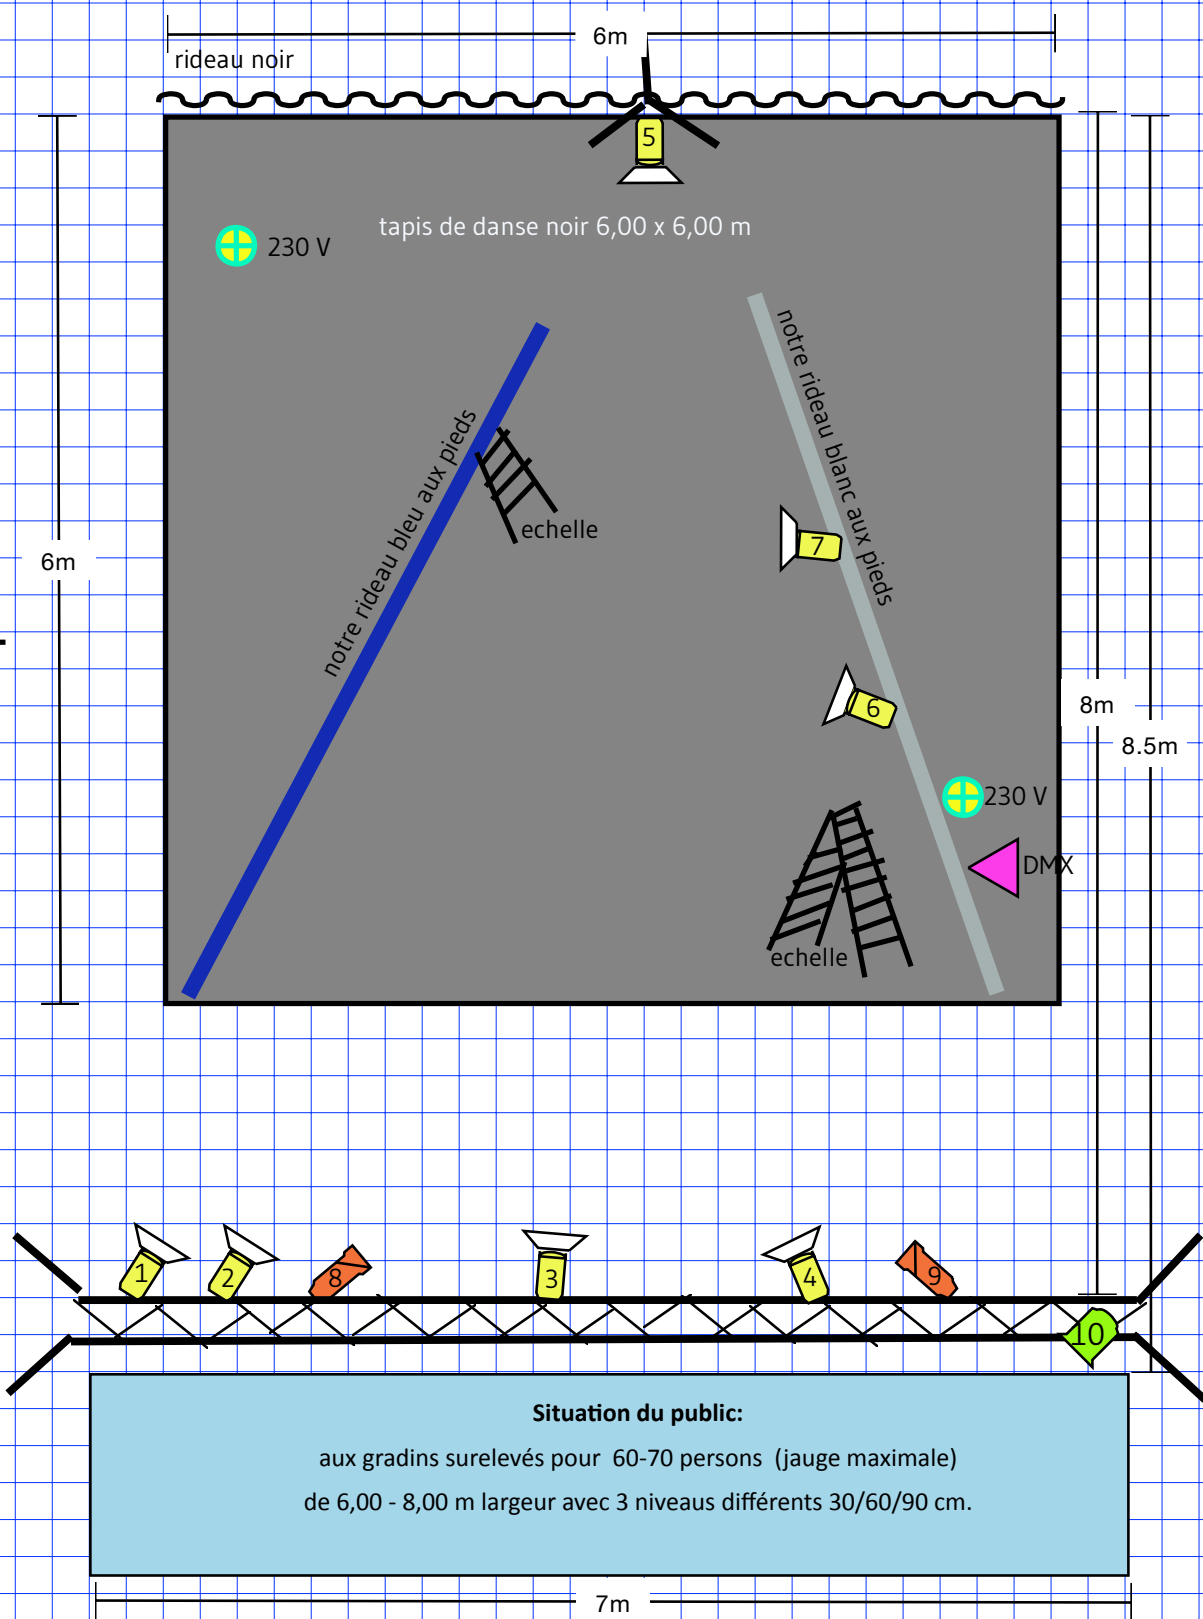 6m
rideau noir
5
tapis de danse noir 6,00 x 6,00 m
230 V
notre rideau bleu aux pieds
notre rideau blanc aux pieds
echelle
7
6m
6
8m
8.5m
230 V
DMX
echelle
1
2
8
3
4
9
10
Situation du public:
aux gradins surelevés pour 60-70 persons (jauge maximale)
de 6,00 - 8,00 m largeur avec 3 niveaus différents 30/60/90 cm.
7m